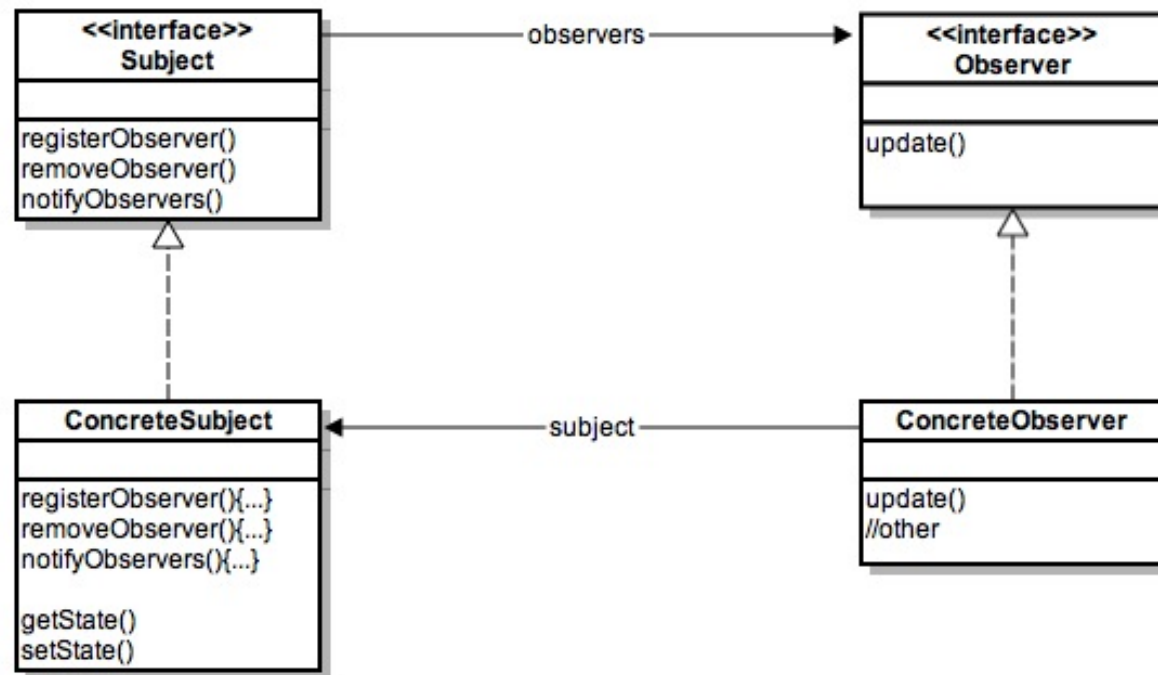 <<interface>>
Subject
registerObserver()
removeObserver()
notifyObservers()
observers
<<interface>>
Observer
update()
ConcreteSubject
registerObserver(){...}
removeObserver(){...}
notifyObservers(){...}
getState()
setState()
subject
ConcreteObserver
update()
//other